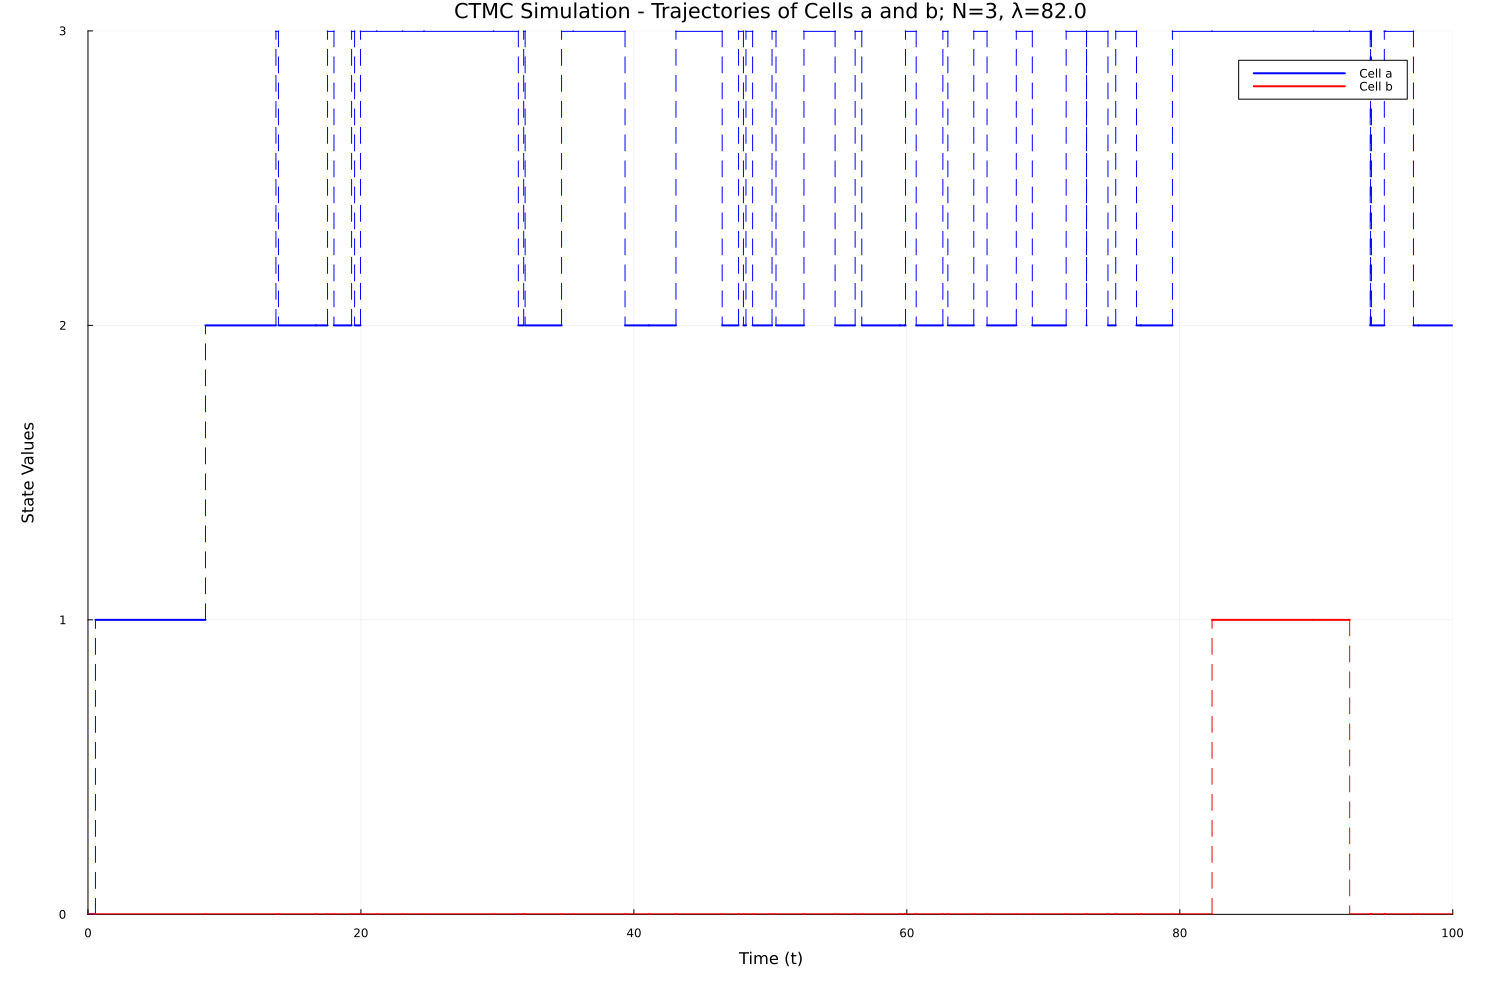 CTMC Simulation - Trajectories of Cells a and b; N=3, λ=82.0
3
Cell a
Cell b
2
State Values
1
0
0 20 40 60 80 100
Time (t)